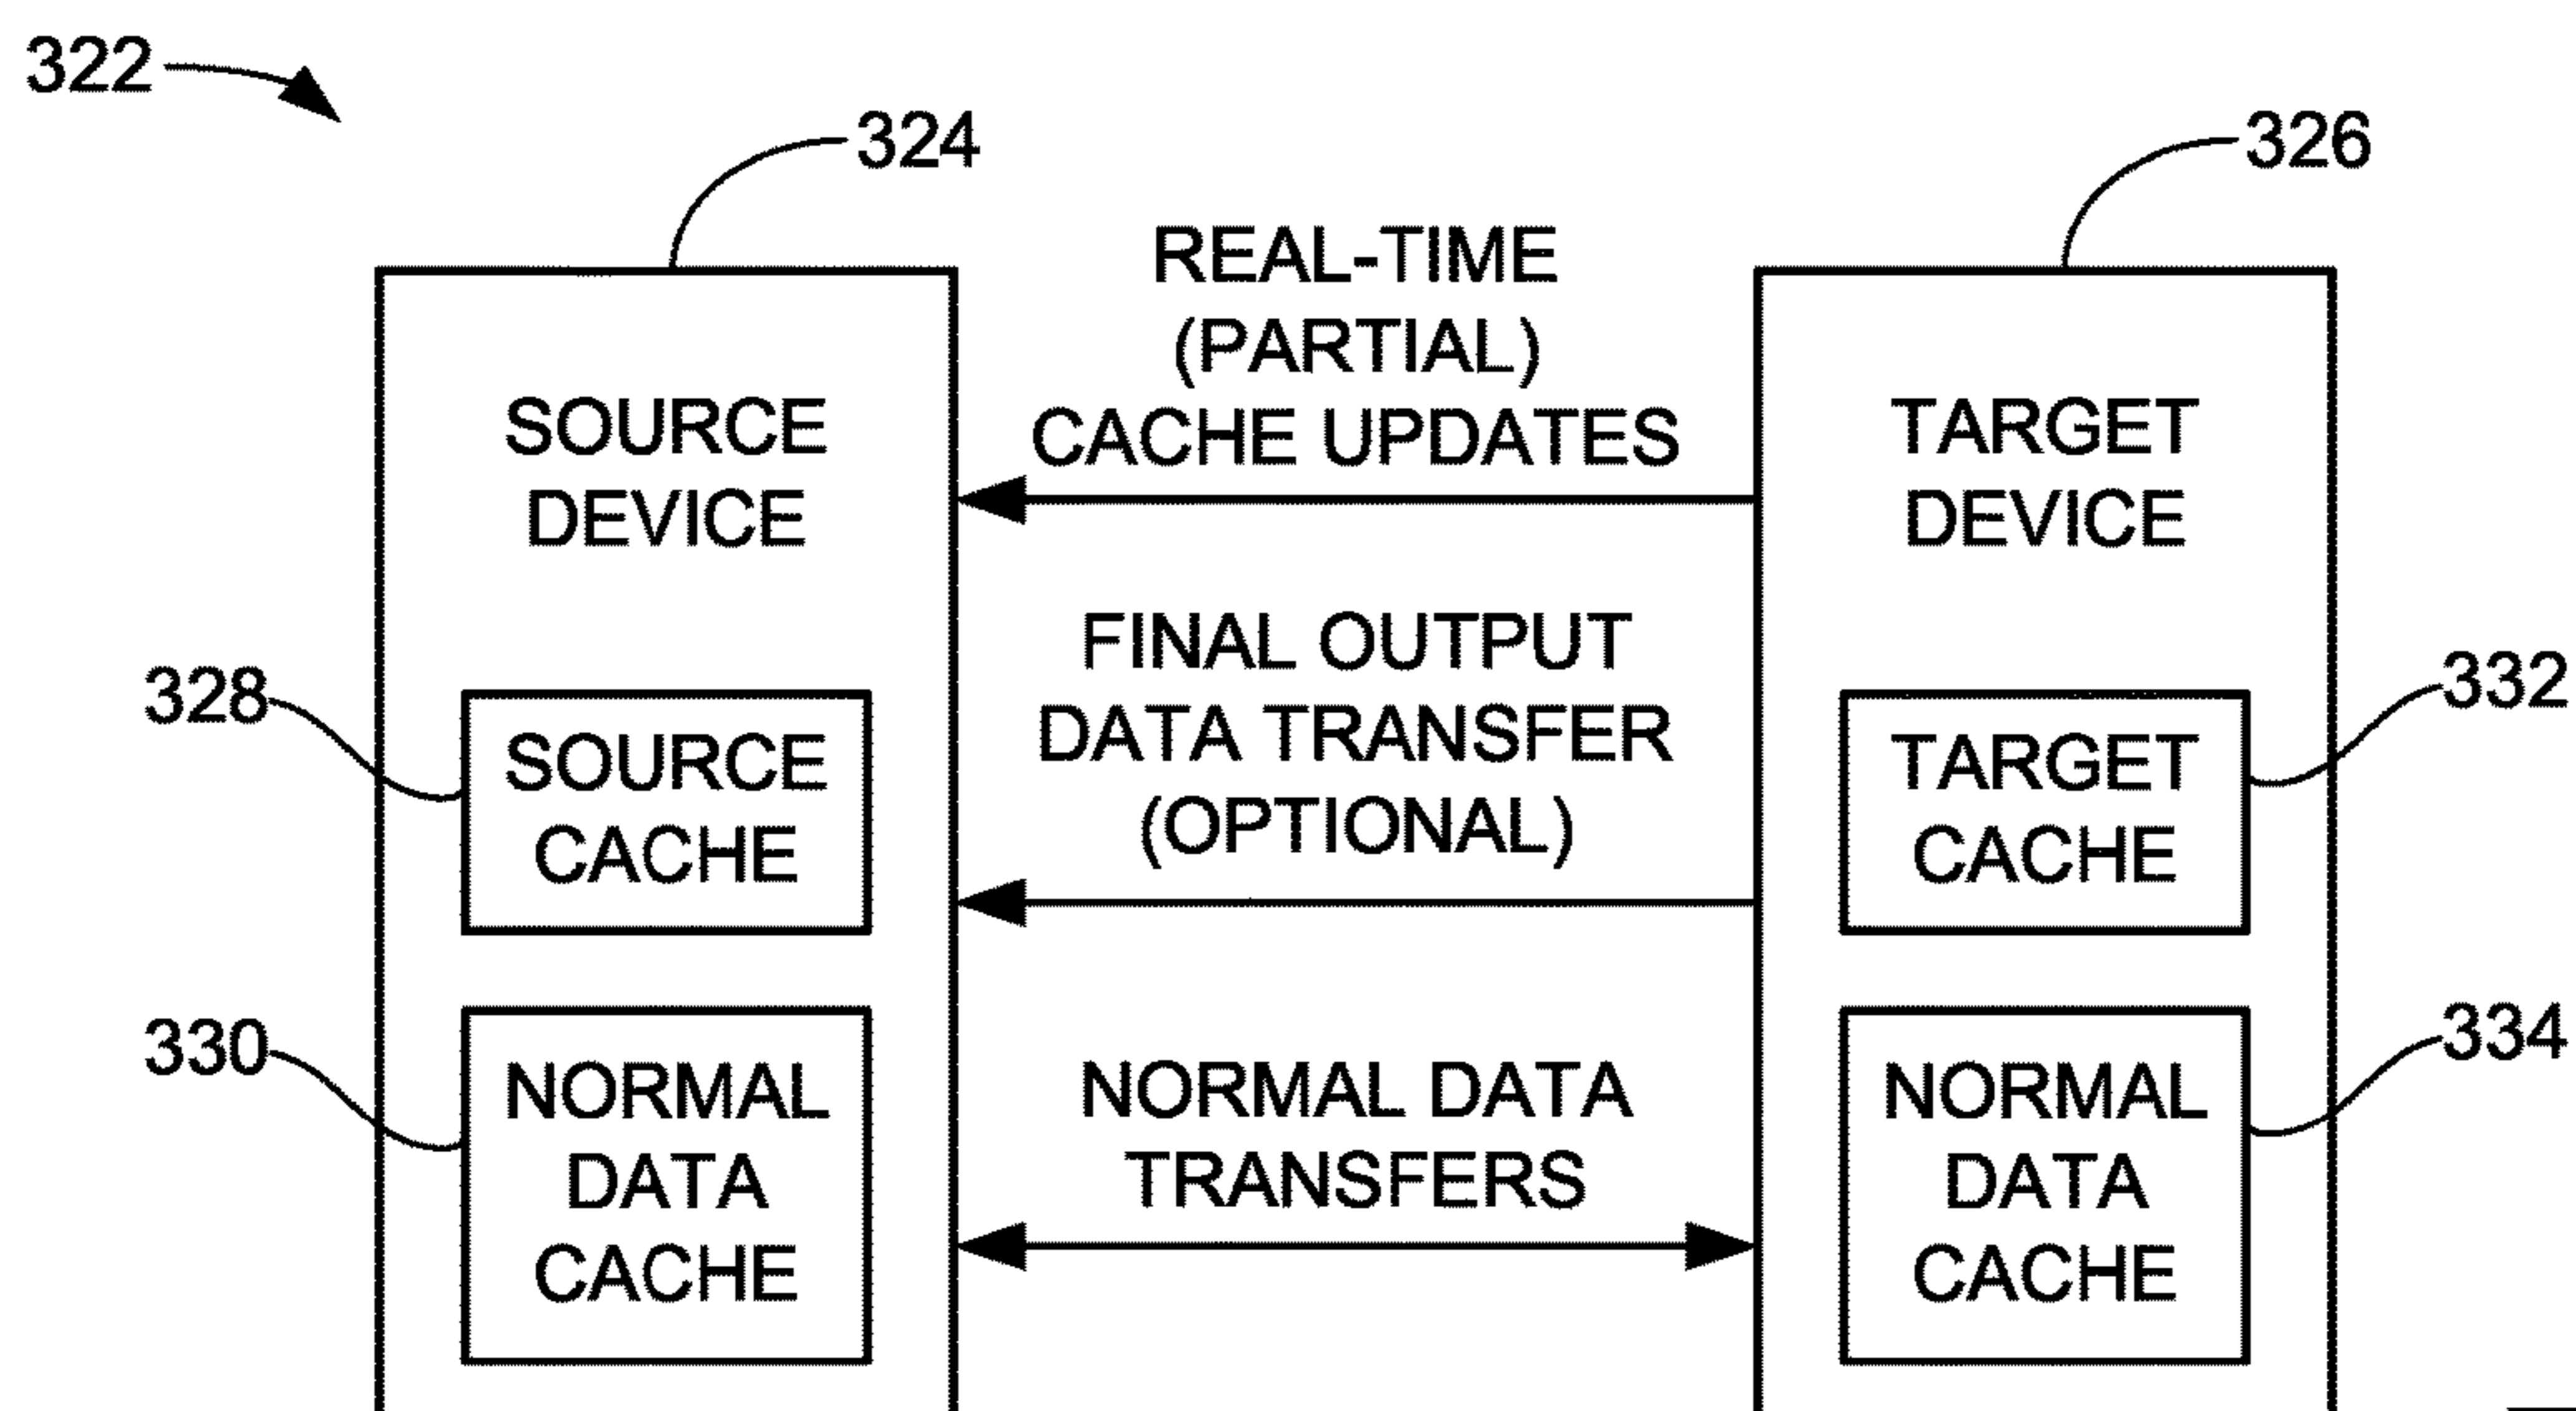 322
324
326
REAL-TIME
(PARTIAL)
CACHE UPDATES
SOURCE
DEVICE
TARGET
DEVICE
FINAL OUTPUT
DATA TRANSFER
(OPTIONAL)
328
SOURCE
CACHE
332
TARGET
CACHE
330
NORMAL
DATA
CACHE
NORMAL DATA
TRANSFERS
334
NORMAL
DATA
CACHE